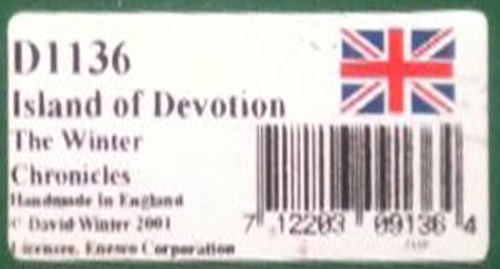 D1136
Island of Devotion
The Winter
Chronicles
Handmade in England
© David Winter 2001
Licensee. Enesco Corporation
7 12203 09136 4